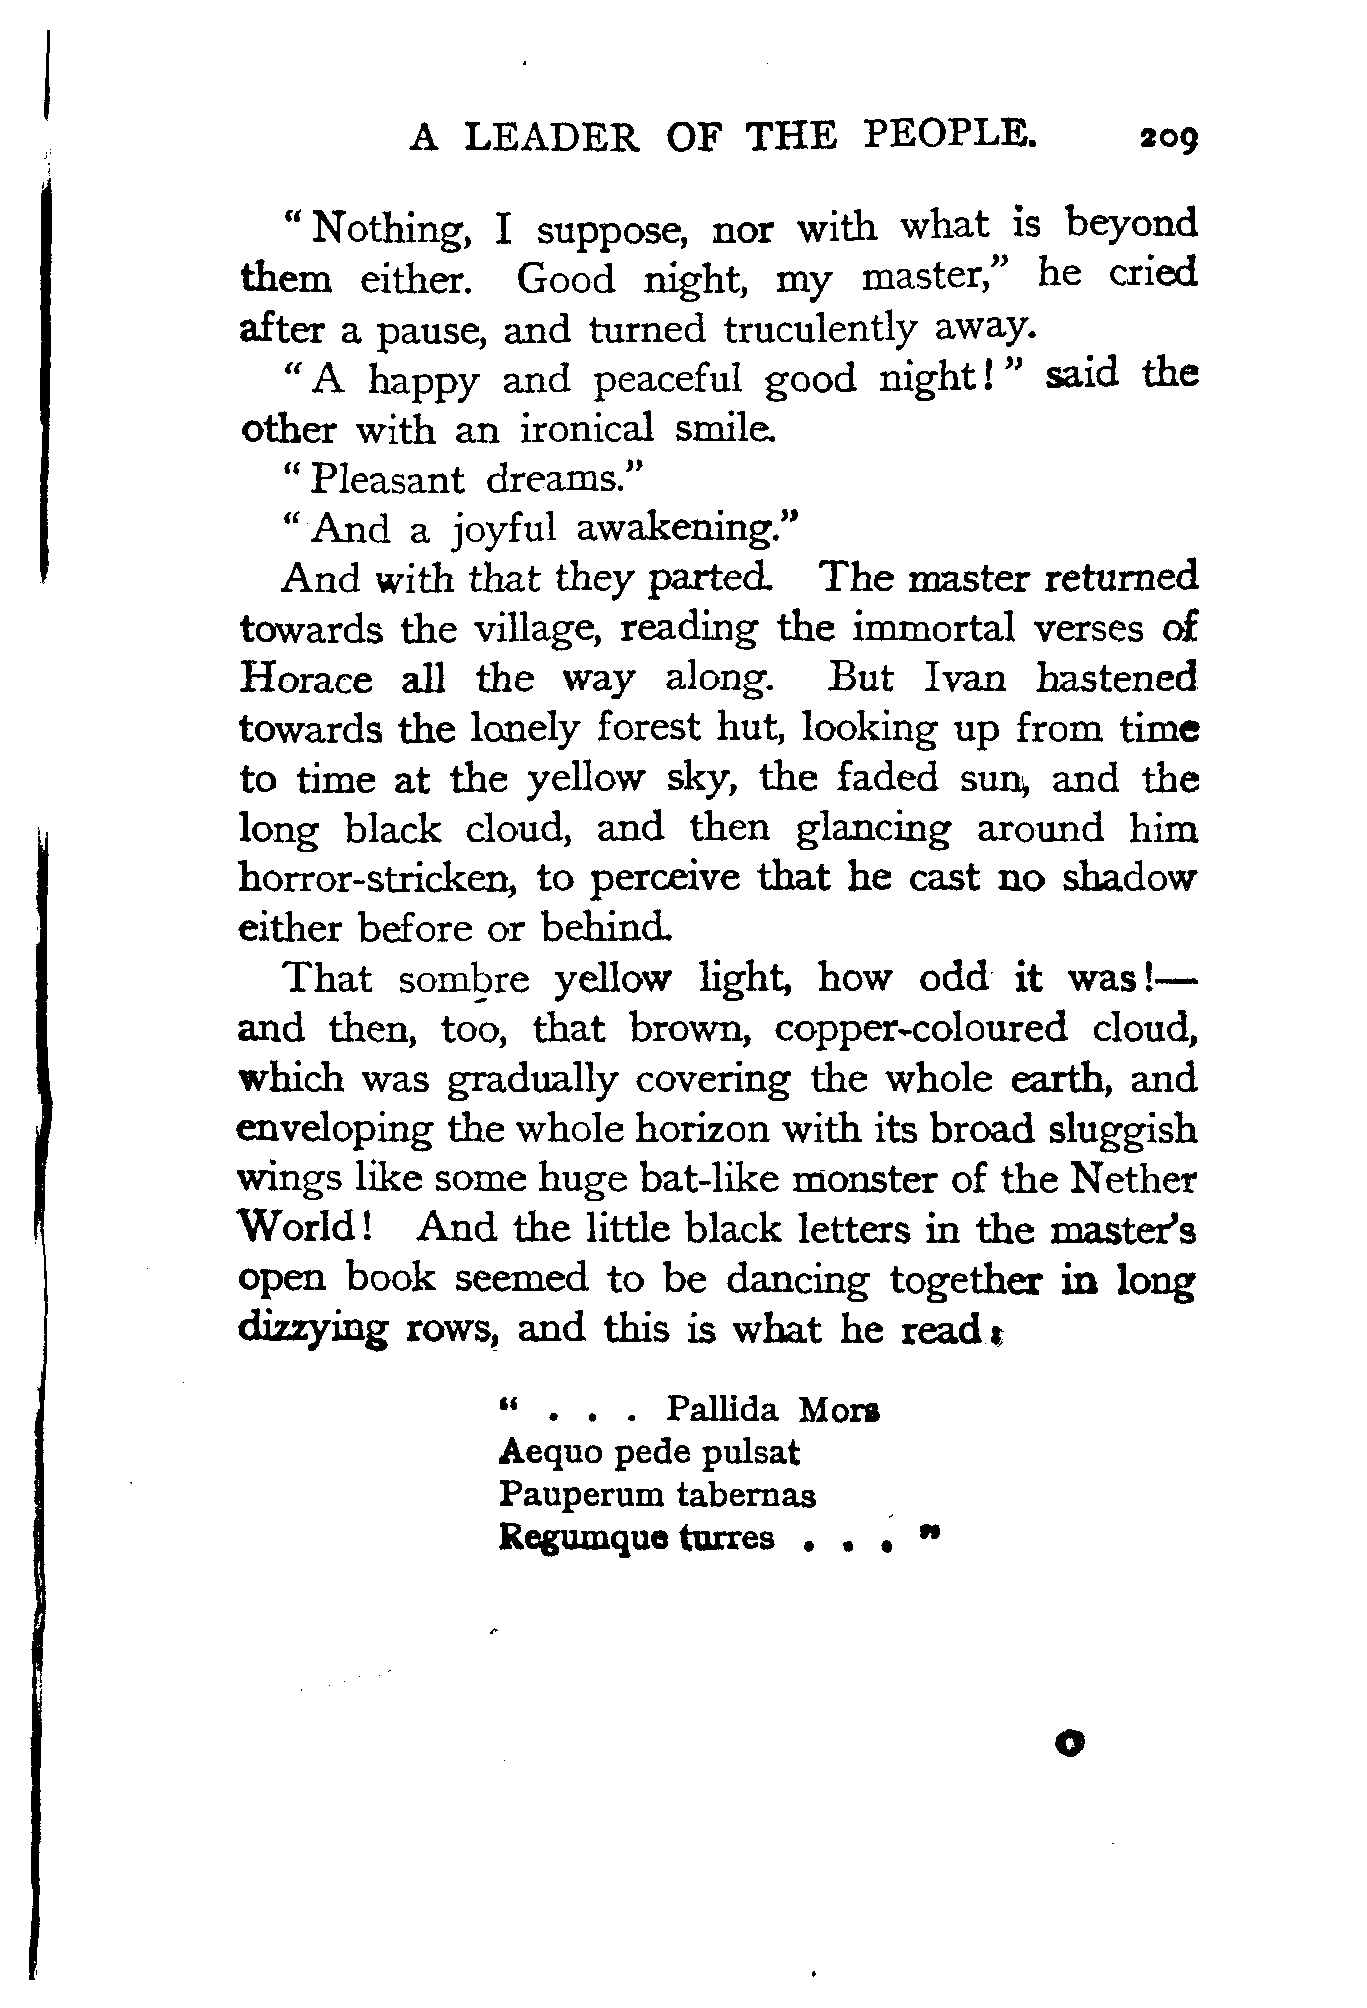 A LEADER OF THE PEOPLE. 209
“Nothing, I suppose, nor with what is beyond
them either. Good night, my master,” he cried
after a pause, and turned truculently away.
“A happy and peaceful good night!” said the
other with an ironical smile.
“Pleasant dreams.”
“And a joyful awakening.”
And with that they parted. The master returned
towards the village, reading the immortal verses of
Horace all the way along. But Ivan hastened
towards the lonely forest hut, looking up from time
to time at the yellow sky, the faded sun, and the
long black cloud, and then glancing around him
horror-stricken, to perceive that he cast no shadow
either before or behind.
That sombre yellow light, how odd it was!—
and then, too, that brown, copper-coloured cloud,
which was gradually covering the whole earth, and
enveloping the whole horizon with its broad sluggish
wings like some huge bat-like monster of the Nether
World! And the little black letters in the master’s
open book seemed to be dancing together in long
dizzying rows, and this is what he read:
“ . . . Pallida Mors
Aequo pede pulsat
Pauperum tabernas
Regumque turres . . . ”
O